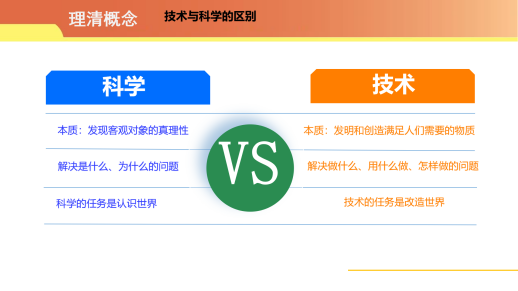 理清概念
技术与科学的区别
科学
技术
VS
本质：发现客观对象的真理性
本质：发明和创造满足人们需要的物质
解决是什么、为什么的问题
解决做什么、用什么做、怎样做的问题
科学的任务是认识世界
技术的任务是改造世界